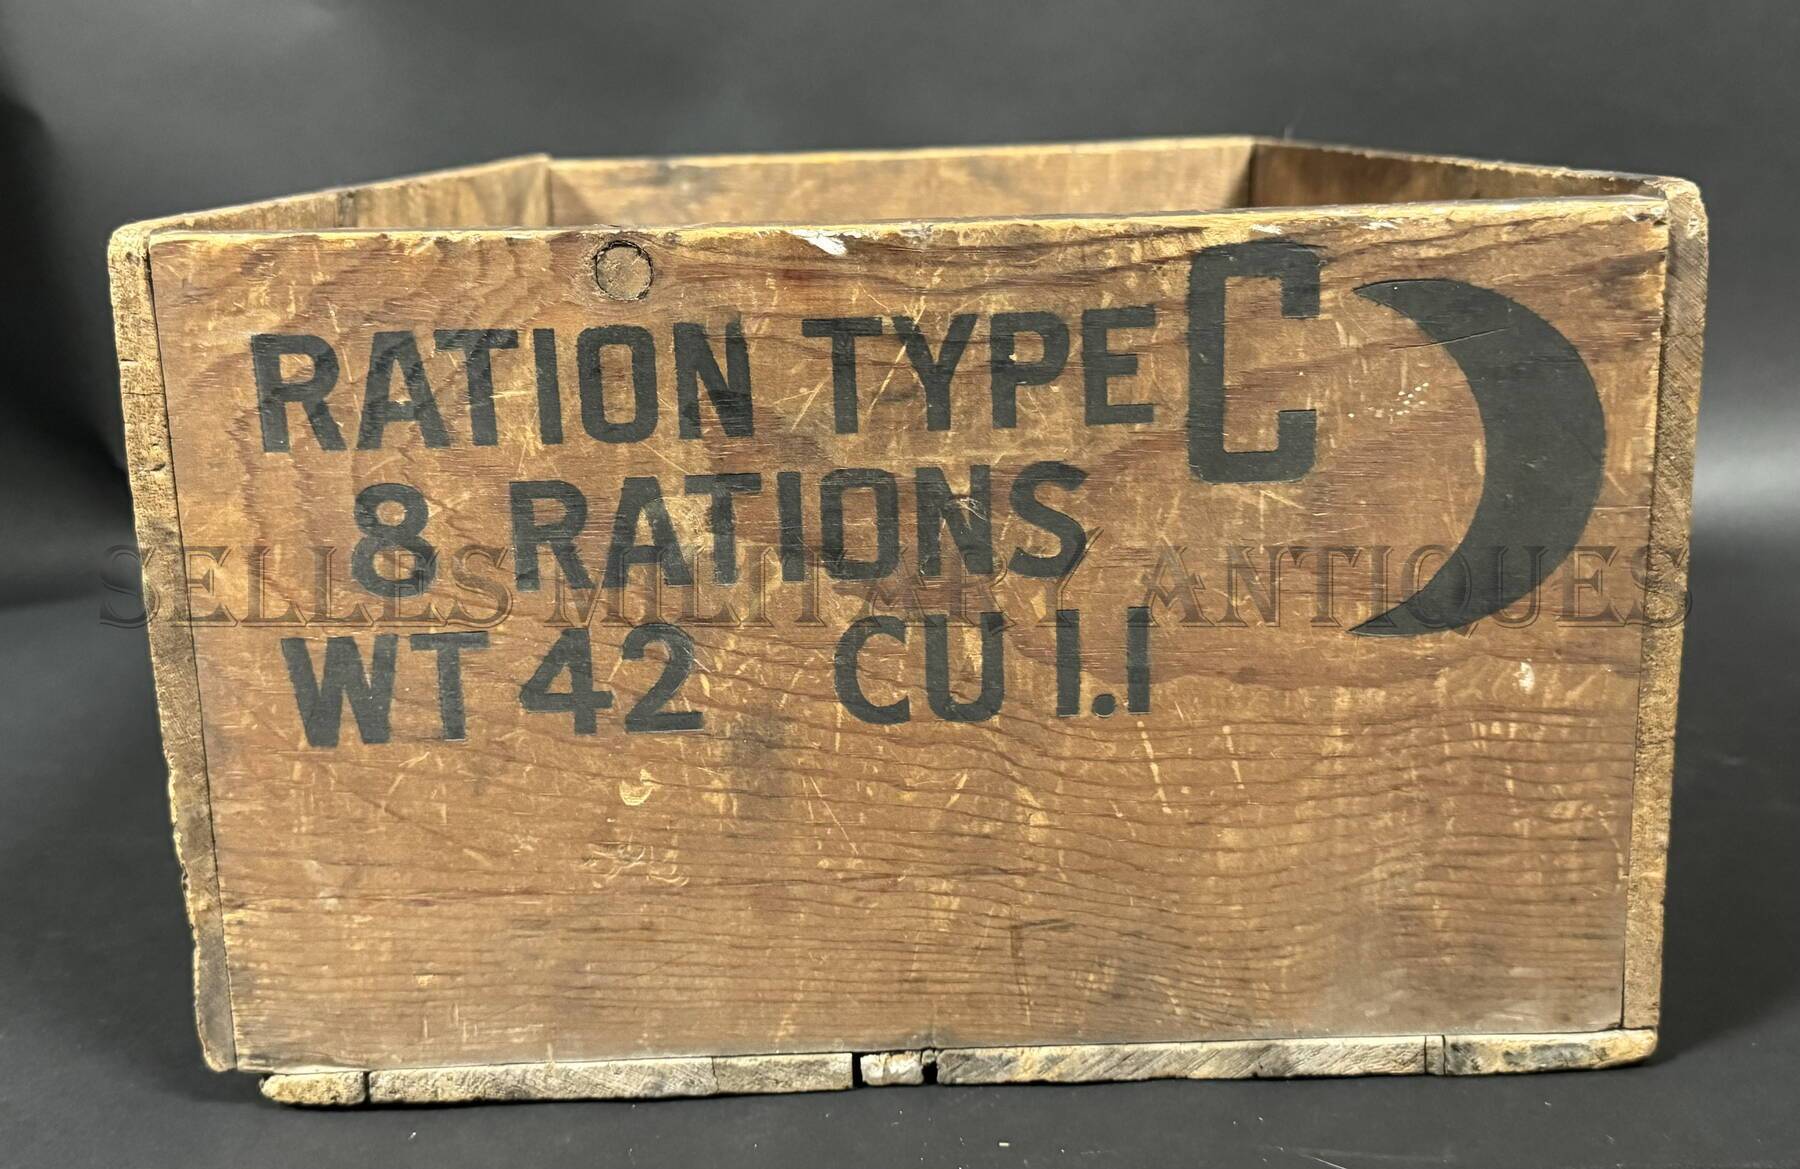 RATION TYPE C
8 RATIONS
SELLES MILITARY ANTIQUES
WT 42 CU 1.1